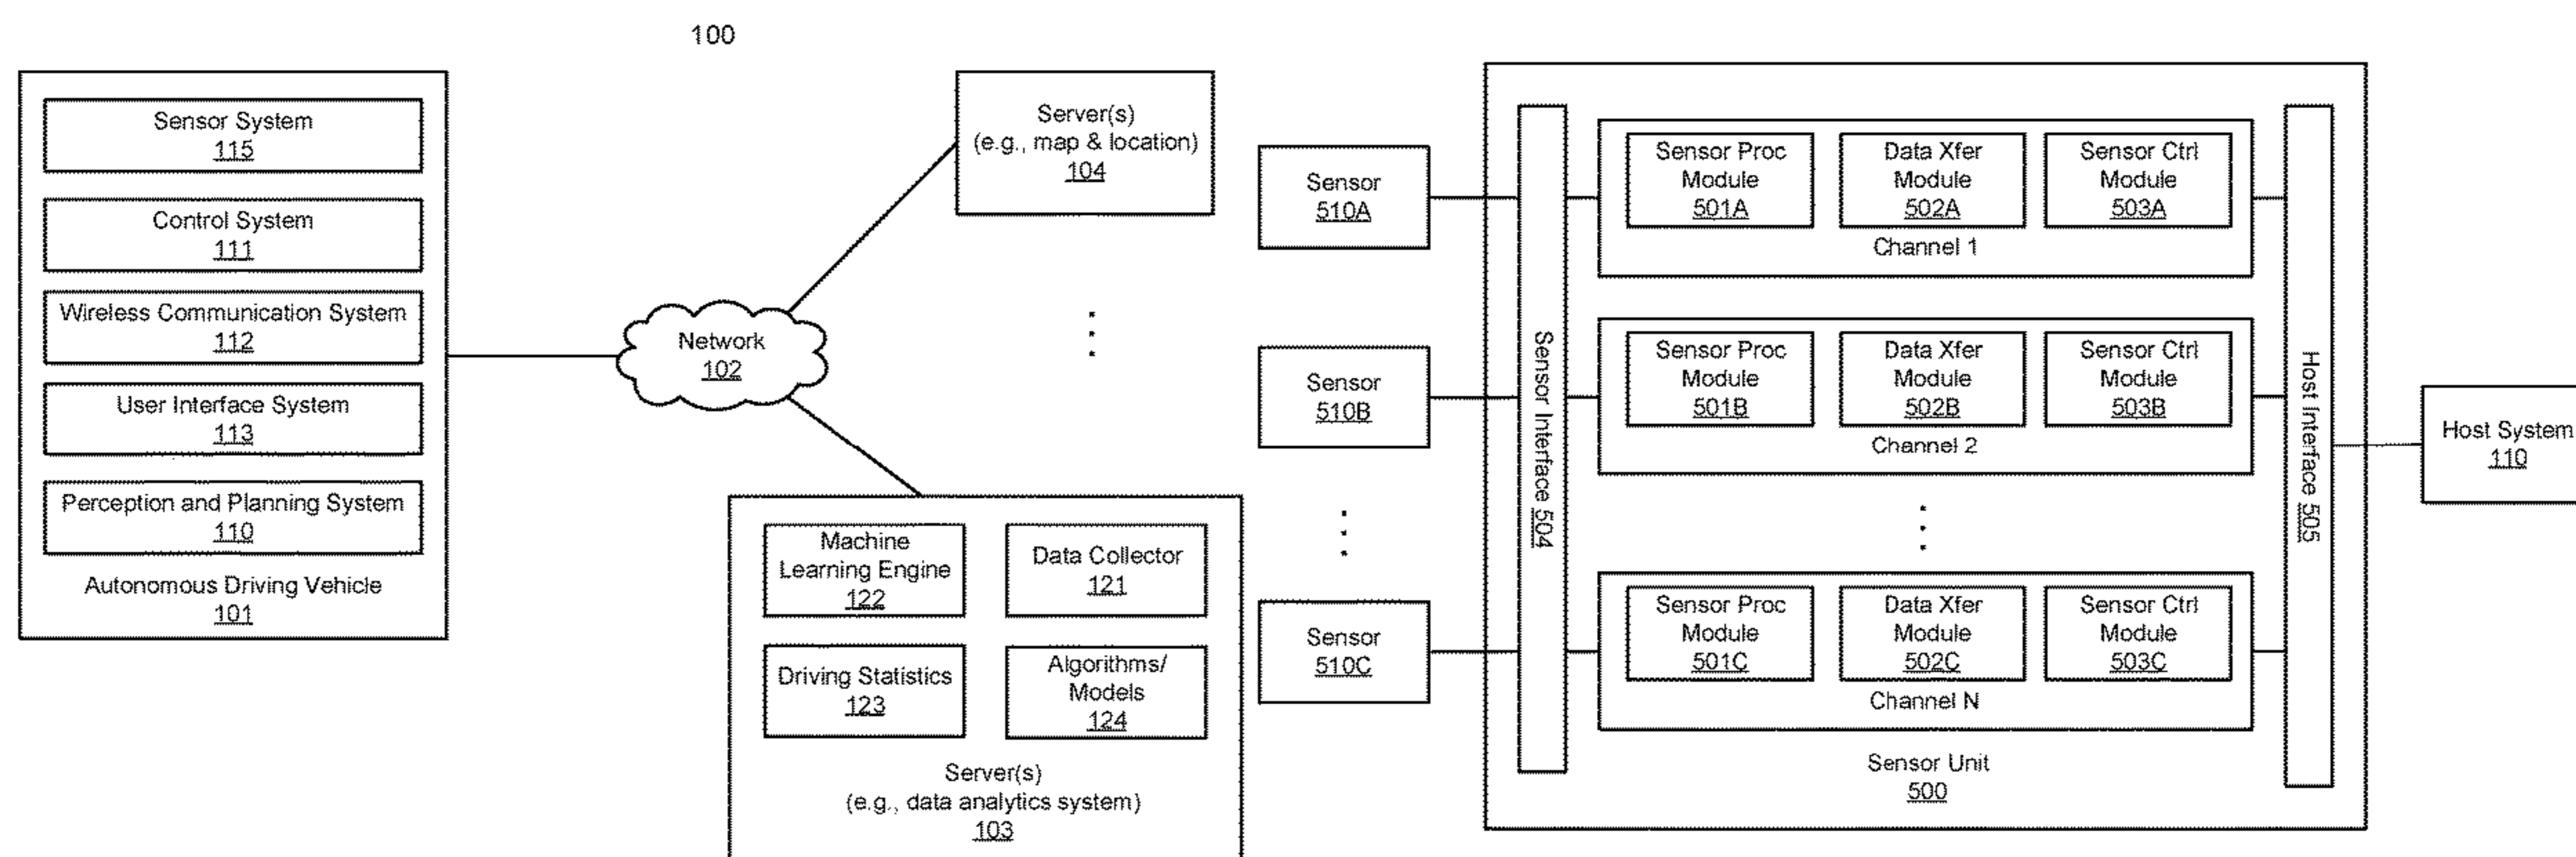 100
Sensor System
115
Control System
111
Wireless Communication System
112
User Interface System
113
Perception and Planning System
110
Autonomous Driving Vehicle
101
Network
102
Server(s)
(e.g., map & location)
104
Machine
Learning Engine
122
Data Collector
121
Driving Statistics
123
Algorithms/
Models
124
Server(s)
(e.g., data analytics system)
103
Sensor
510A
Sensor
510B
Sensor
510C
Sensor Interface 504
Sensor Proc
Module
501A
Data Xfer
Module
502A
Sensor Ctrl
Module
503A
Channel 1
Sensor Proc
Module
501B
Data Xfer
Module
502B
Sensor Ctrl
Module
503B
Channel 2
Sensor Proc
Module
501C
Data Xfer
Module
502C
Sensor Ctrl
Module
503C
Channel N
Sensor Unit
500
Host Interface 505
Host System
110